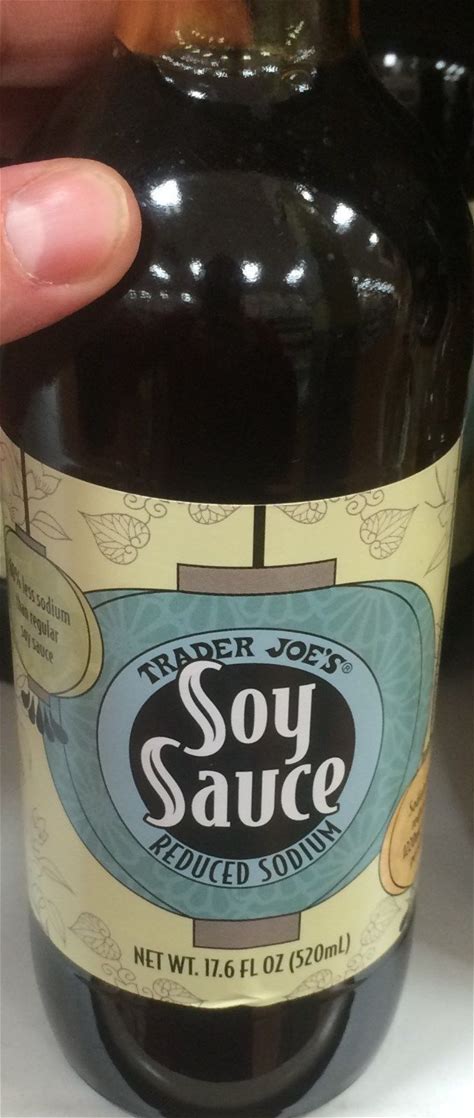 less sodium
than regular
soy sauce
TRADER JOE'S®
Soy
Sauce
REDUCED SODIUM
NET WT. 17.6 FL OZ (520mL)